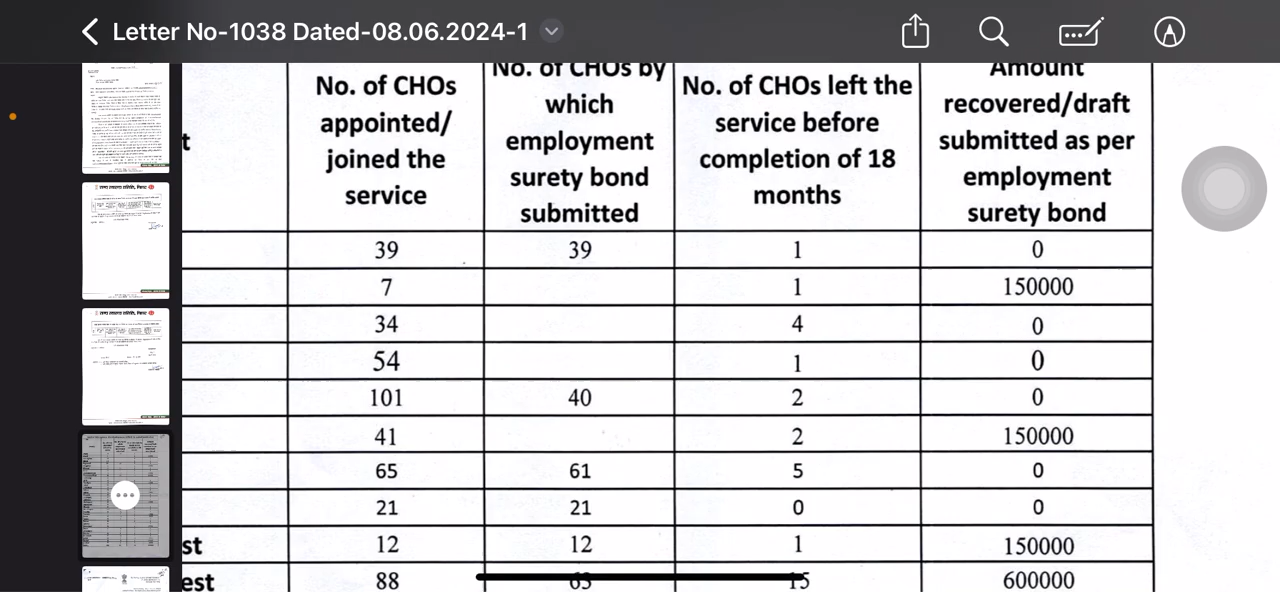 Letter No-1038 Dated-08.06.2024-1
t
No. of CHOs
appointed/
joined the
service
No. of CHOs by
which
employment
surety bond
submitted
No. of CHOs left the
service before
completion of 18
months
Amount
recovered/draft
submitted as per
employment
surety bond
39 39 1 0
7 1 150000
34 4 0
54 1 0
101 40 2 0
41 2 150000
65 61 5 0
21 21 0 0
st 12 12 1 150000
est 88 63 15 600000